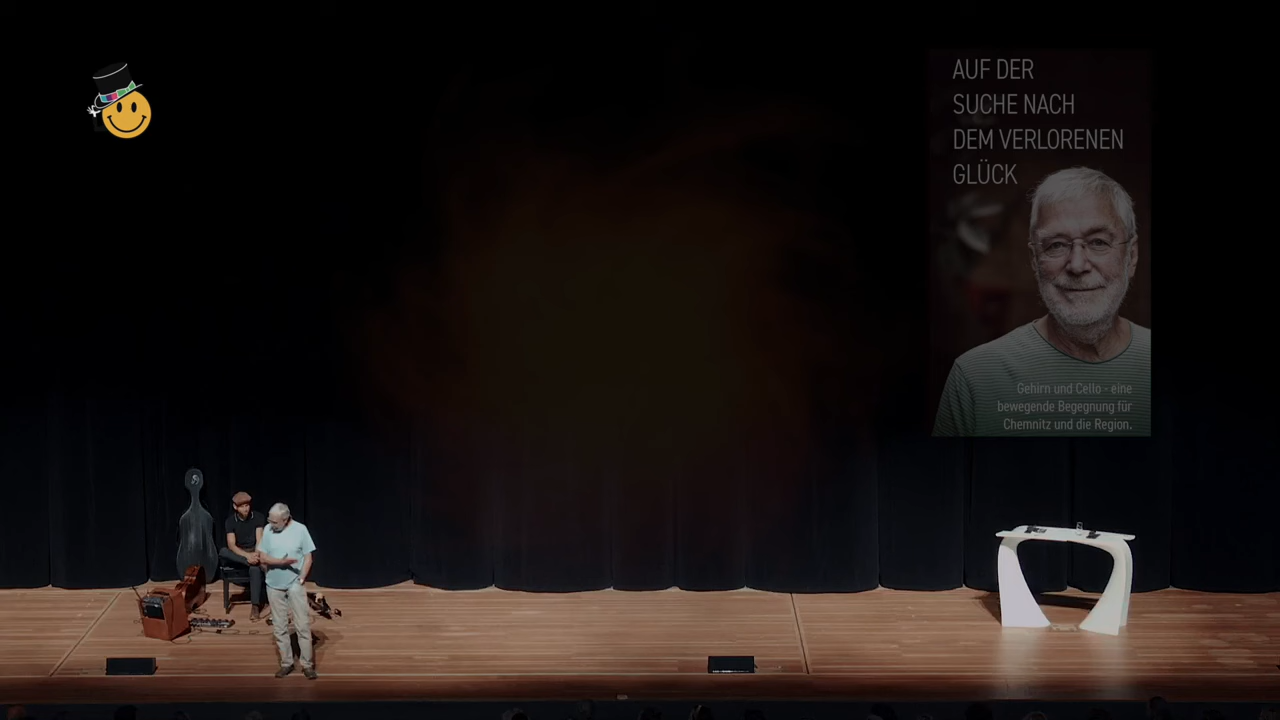 AUF DER
SUCHE NACH
DEM VERLORENEN
GLÜCK
Gehirn und Cello - eine
bewegende Begegnung für
Chemnitz und die Region.